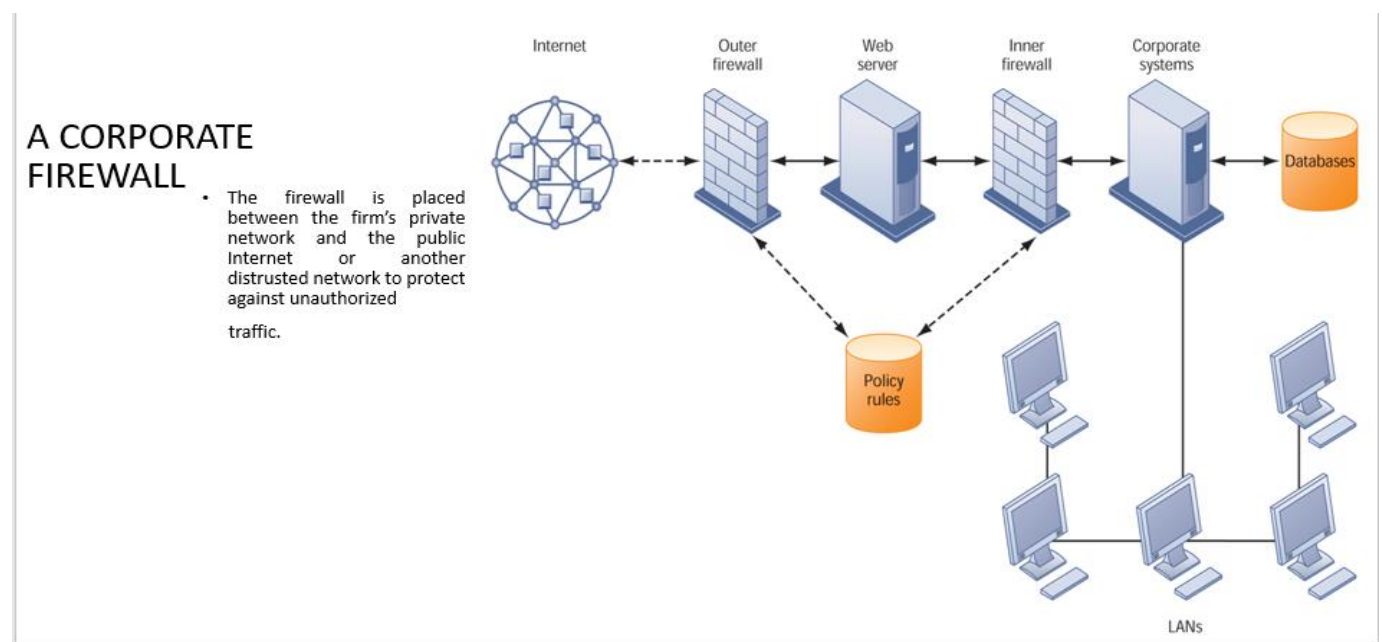 A CORPORATE
FIREWALL
• The firewall is placed
between the firm’s private
network and the public
Internet or another
distrusted network to protect
against unauthorized
traffic.
Internet
Outer
firewall
Web
server
Inner
firewall
Corporate
systems
Databases
Policy
rules
LANs